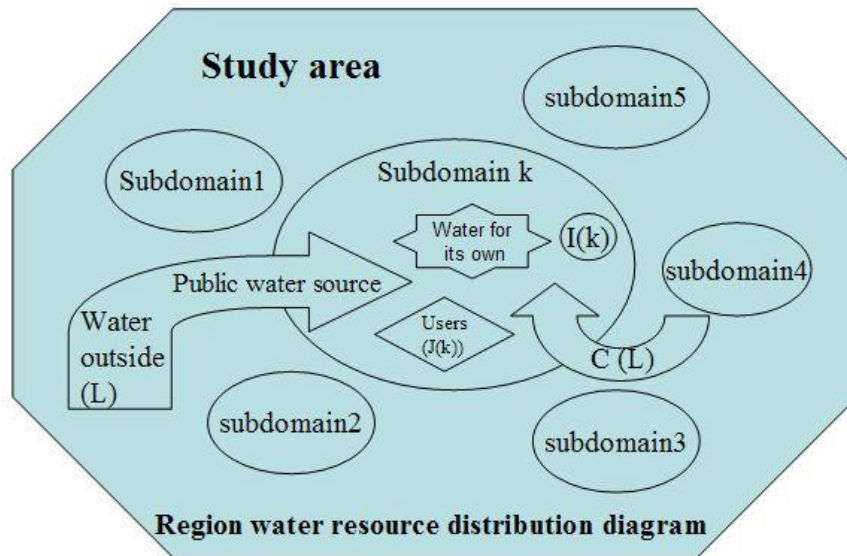 Study area
subdomain5
Subdomain1
Subdomain k
Water for
its own
I(k)
subdomain4
Public water source
Water
outside
(L)
Users
(J(k))
C (L)
subdomain2
subdomain3
Region water resource distribution diagram